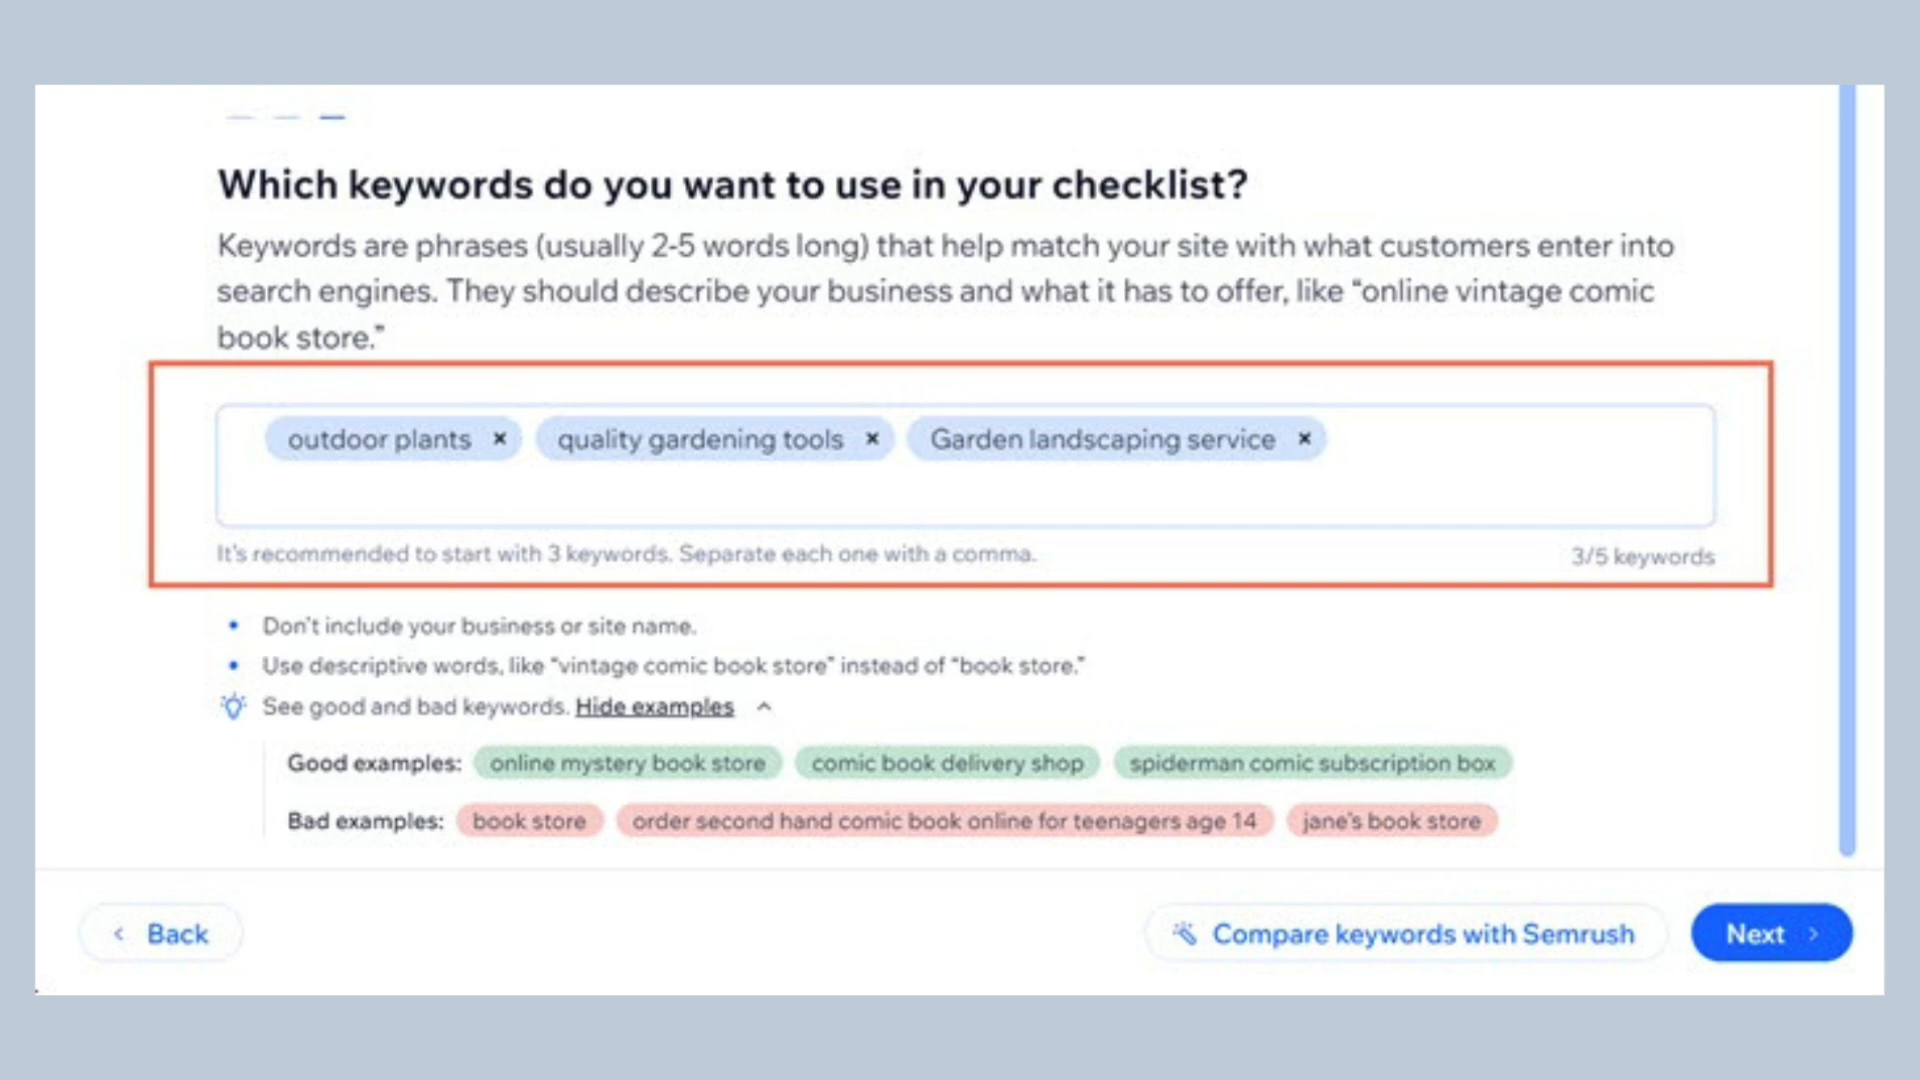 Which keywords do you want to use in your checklist?
Keywords are phrases (usually 2-5 words long) that help match your site with what customers enter into
search engines. They should describe your business and what it has to offer, like “online vintage comic
book store.”
outdoor plants × quality gardening tools × Garden landscaping service ×
It's recommended to start with 3 keywords. Separate each one with a comma. 3/5 keywords
• Don't include your business or site name.
• Use descriptive words, like “vintage comic book store” instead of “book store.”
See good and bad keywords. Hide examples
Good examples: online mystery book store comic book delivery shop spiderman comic subscription box
Bad examples: book store order second hand comic book online for teenagers age 14 jane's book store
Back Compare keywords with Semrush Next